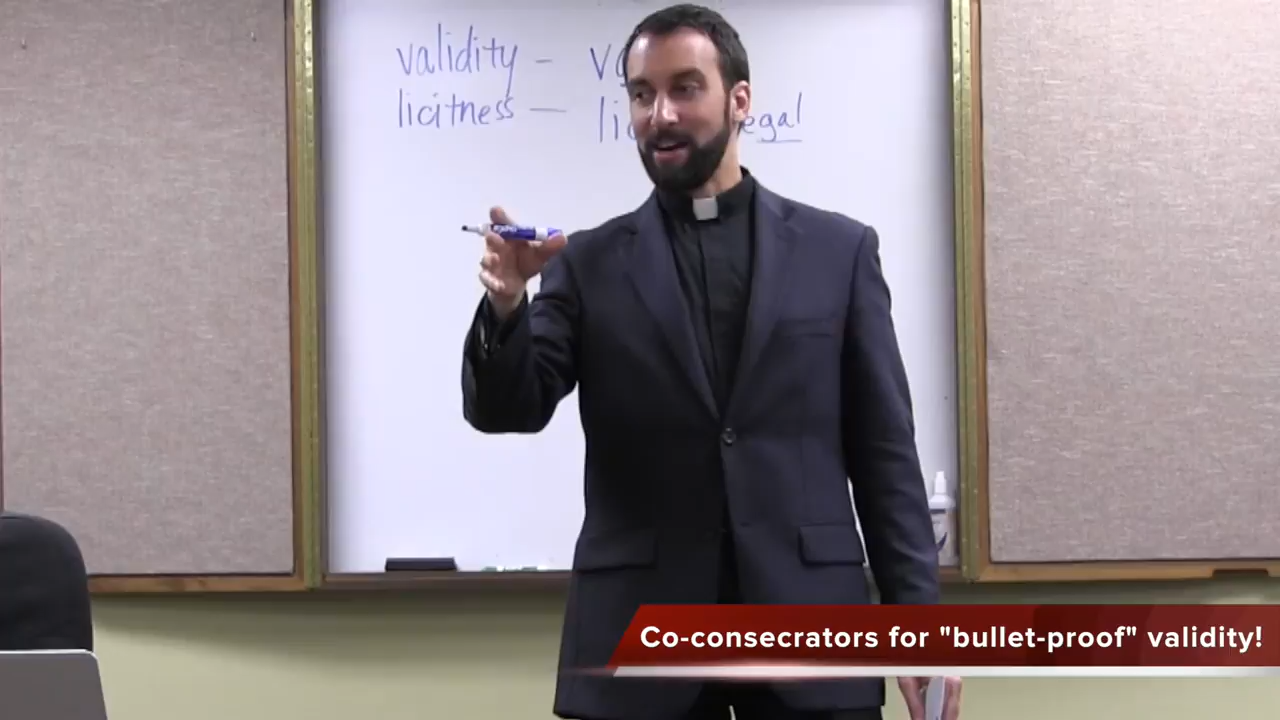 validity –
licitness —
Co-consecrators for "bullet-proof" validity!